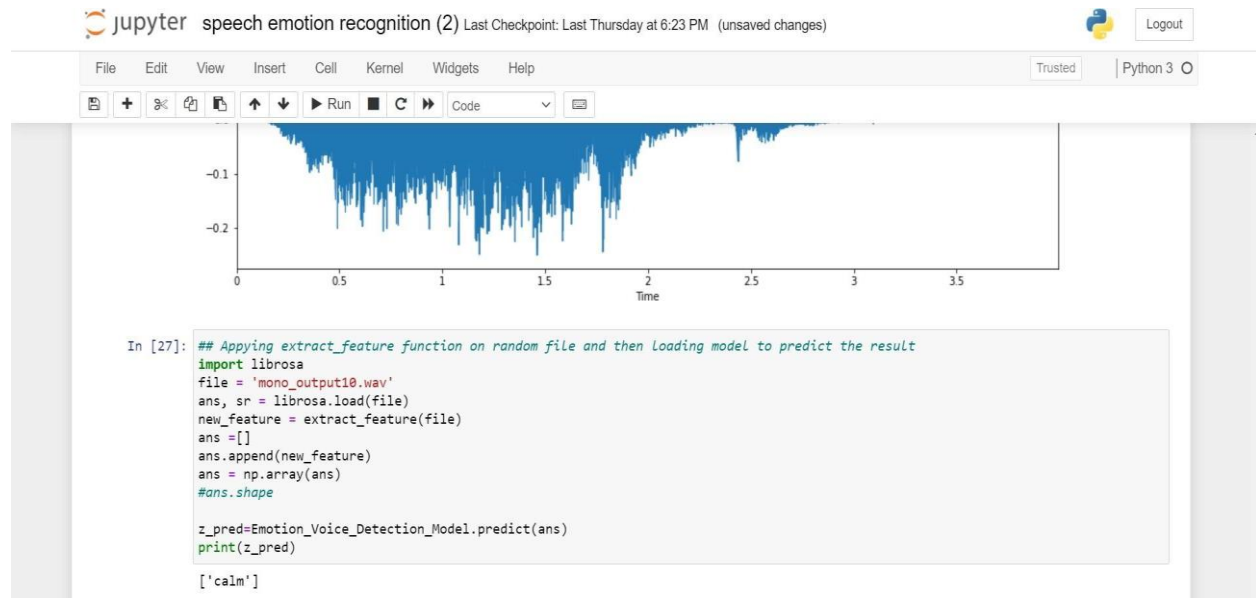 jupyter speech emotion recognition (2) Last Checkpoint: Last Thursday at 6:23 PM (unsaved changes)
Logout
File Edit View Insert Cell Kernel Widgets Help
Trusted Python 3
Run Code
−0.1
−0.2
0 0.5 1 1.5 2 2.5 3 3.5
Time
In [27]: ## Appying extract_feature function on random file and then Loading model to predict the result
import librosa
file = 'mono_output10.wav'
ans, sr = librosa.load(file)
new_feature = extract_feature(file)
ans =[]
ans.append(new_feature)
ans = np.array(ans)
#ans.shape
z_pred=Emotion_Voice_Detection_Model.predict(ans)
print(z_pred)
['calm']